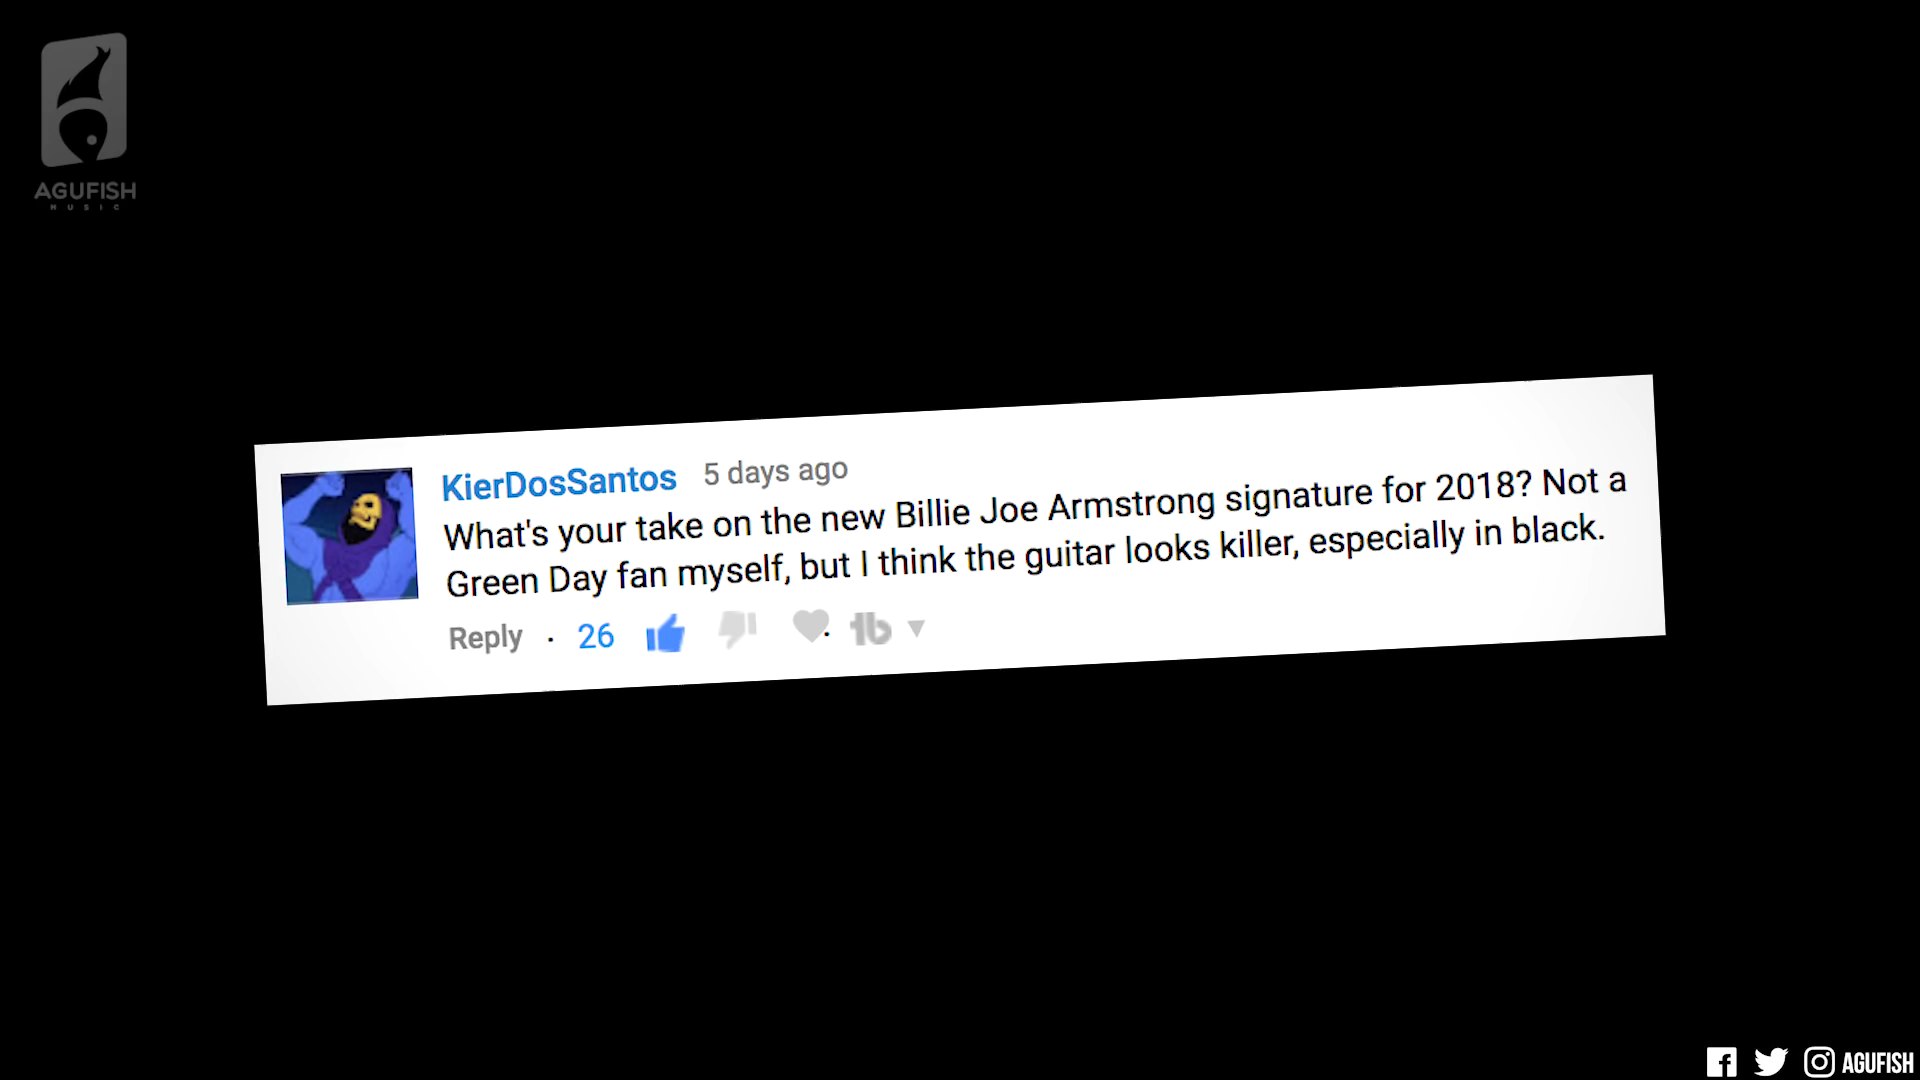 AGUFISH
MUSIC
KierDosSantos 5 days ago
What's your take on the new Billie Joe Armstrong signature for 2018? Not a
Green Day fan myself, but I think the guitar looks killer, especially in black.
Reply · 26
AGUFISH